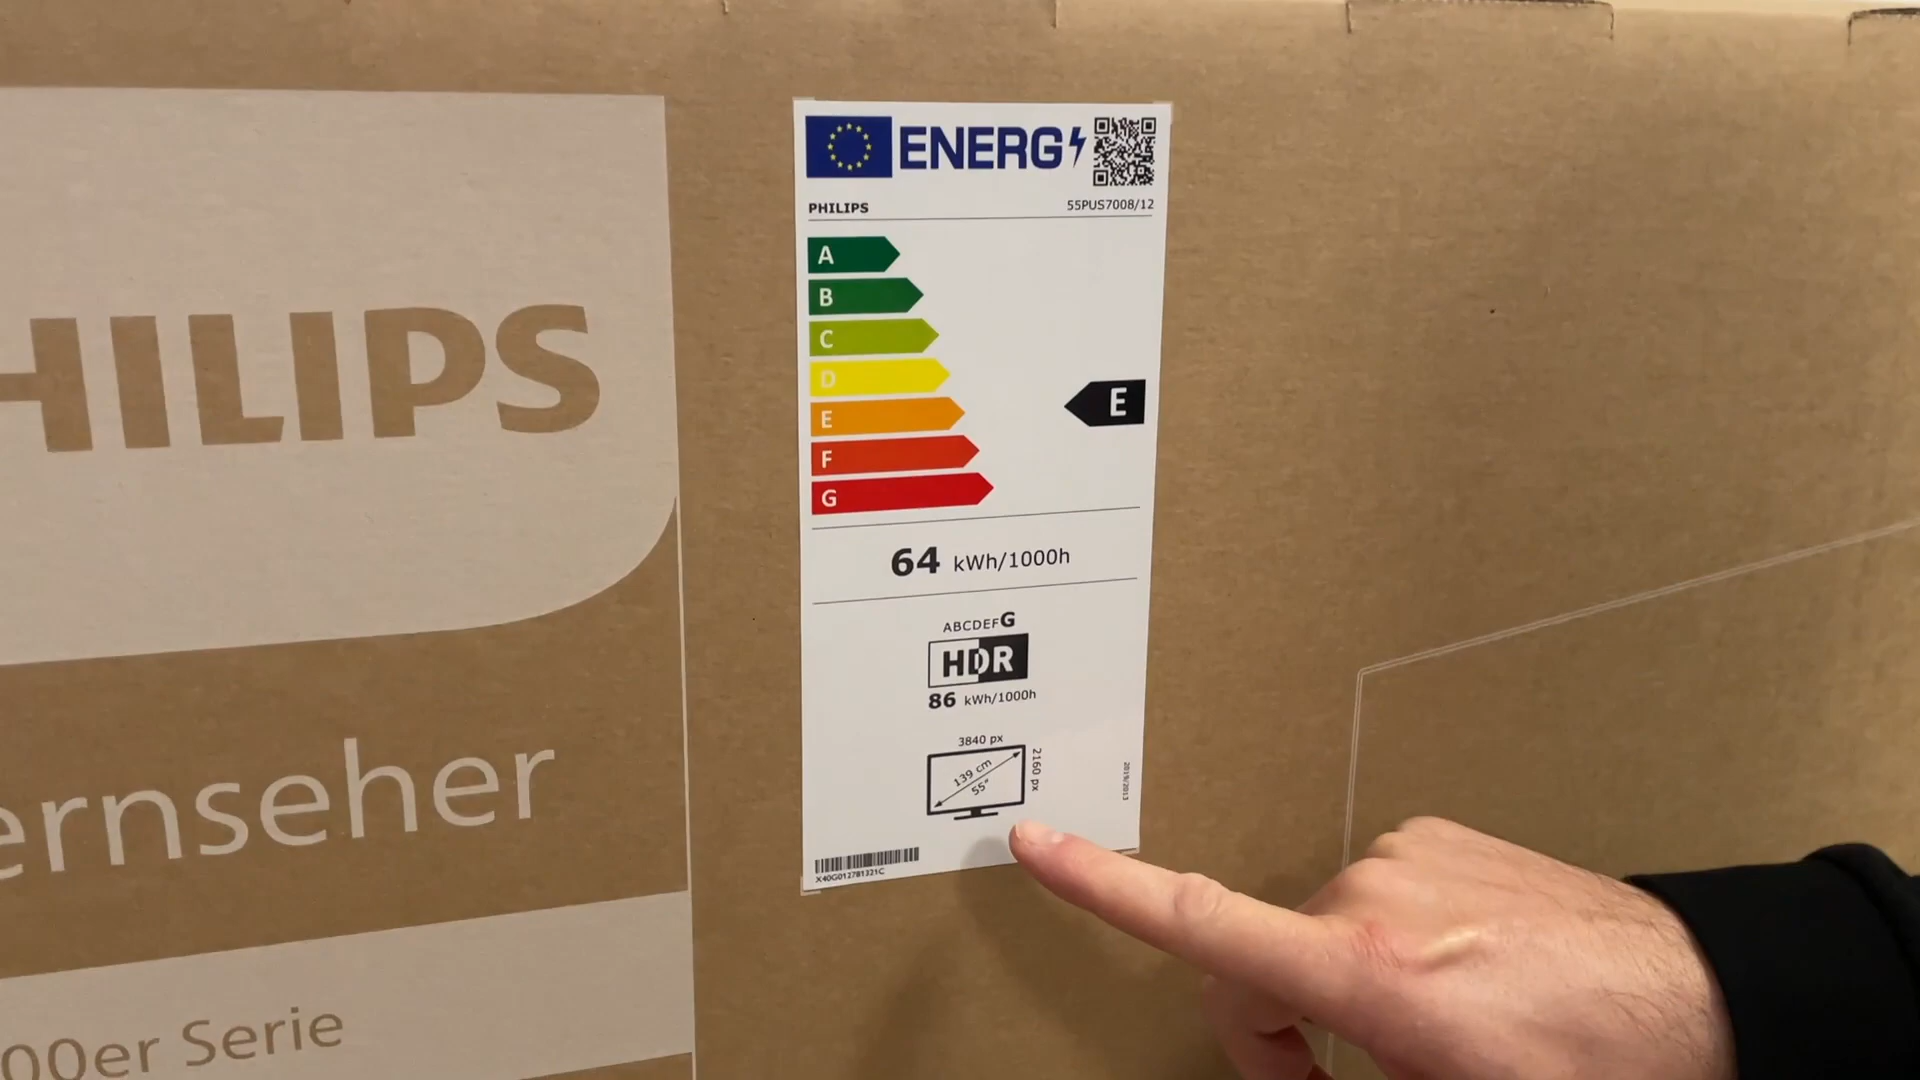 HILIPS
ernseher
00er Serie
ENERG
PHILIPS
55PUS7008/12
A
B
C
D
E
F
G
E
64 kWh/1000h
ABCDEFG
HDR
86 kWh/1000h
3840 px
2160 px
139 cm
55"
2019/2013
X40G012781321C